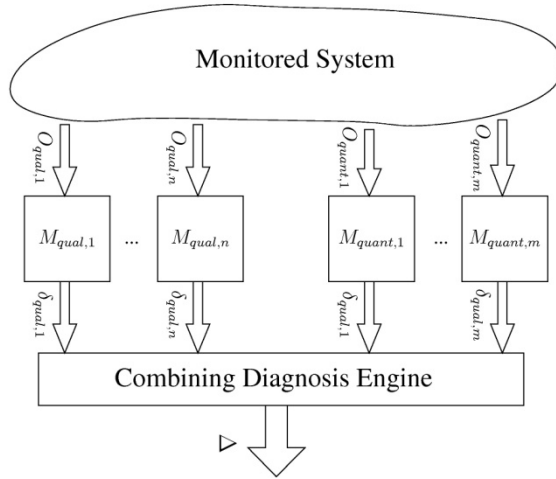 Monitored System
O_{qual,1} O_{qual,n} O_{quant,1} O_{quant,m}
M_{qual,1} ... M_{qual,n} M_{quant,1} ... M_{quant,m}
δ_{qual,1} δ_{qual,n} δ_{qual,1} δ_{qual,m}
Combining Diagnosis Engine
Δ